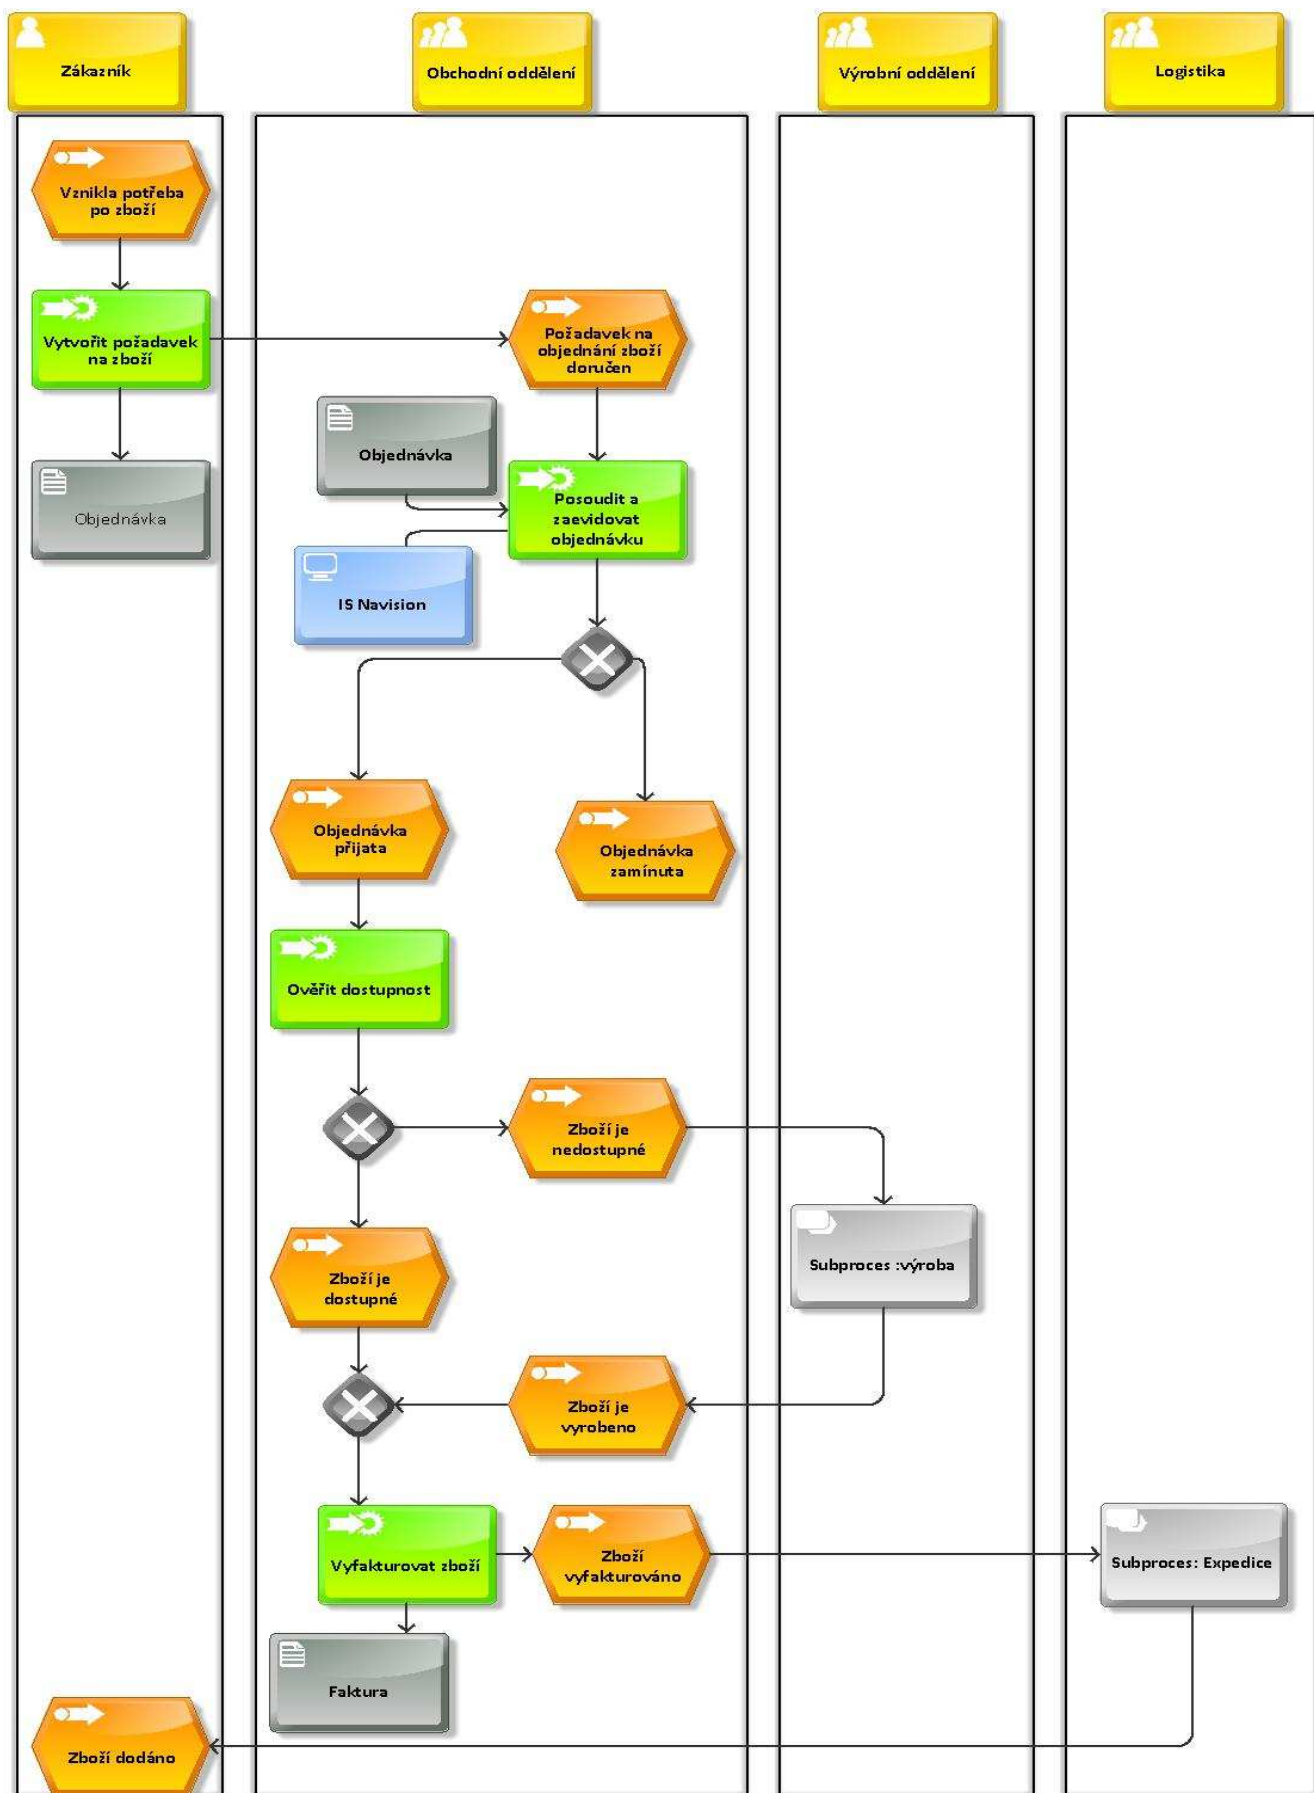 Zákazník
Obchodní oddělení
Výrobní oddělení
Logistika
Vznikla potřeba
po zboží
Vytvořit požadavek
na zboží
Požadavek na
objednání zboží
doručen
Objednávka
Objednávka
Posoudit a
zaevidovat
objednávku
IS Navision
Objednávka
přijata
Objednávka
zamínuta
Ověřit dostupnost
Zboží je
nedostupné
Subproces :výroba
Zboží je
dostupné
Zboží je
vyrobeno
Vyfakturovat zboží
Zboží
vyfakturováno
Subproces: Expedice
Faktura
Zboží dodáno